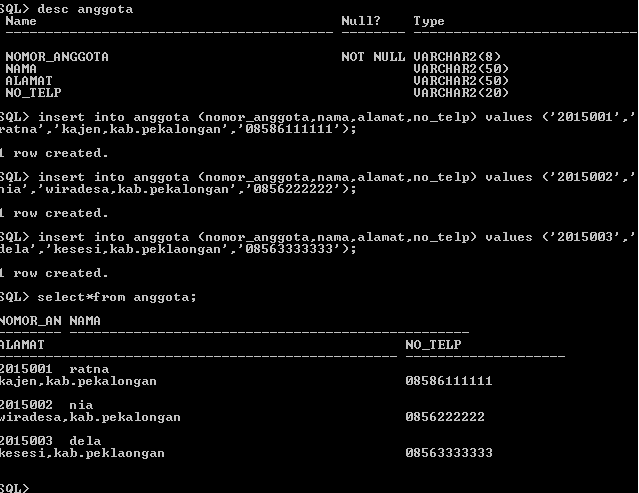 SQL> desc anggota
Name Null? Type
----------------------------------------- -------- ----------------------------
NOMOR_ANGGOTA NOT NULL VARCHAR2(8)
NAMA VARCHAR2(50)
ALAMAT VARCHAR2(50)
NO_TELP VARCHAR2(20)
SQL> insert into anggota (nomor_anggota,nama,alamat,no_telp) values ('2015001','
ratna','kajen,kab.pekalongan','08586111111');
1 row created.
SQL> insert into anggota (nomor_anggota,nama,alamat,no_telp) values ('2015002','
nia','wiradesa,kab.pekalongan','0856222222');
1 row created.
SQL> insert into anggota (nomor_anggota,nama,alamat,no_telp) values ('2015003','
dela','kesesi,kab.peklaongan','08563333333');
1 row created.
SQL> select*from anggota;
NOMOR_AN NAMA
-------- --------------------------------------------------
ALAMAT NO_TELP
-------------------------------------------------- --------------------
2015001 ratna
kajen,kab.pekalongan 08586111111
2015002 nia
wiradesa,kab.pekalongan 0856222222
2015003 dela
kesesi,kab.peklaongan 08563333333
SQL>